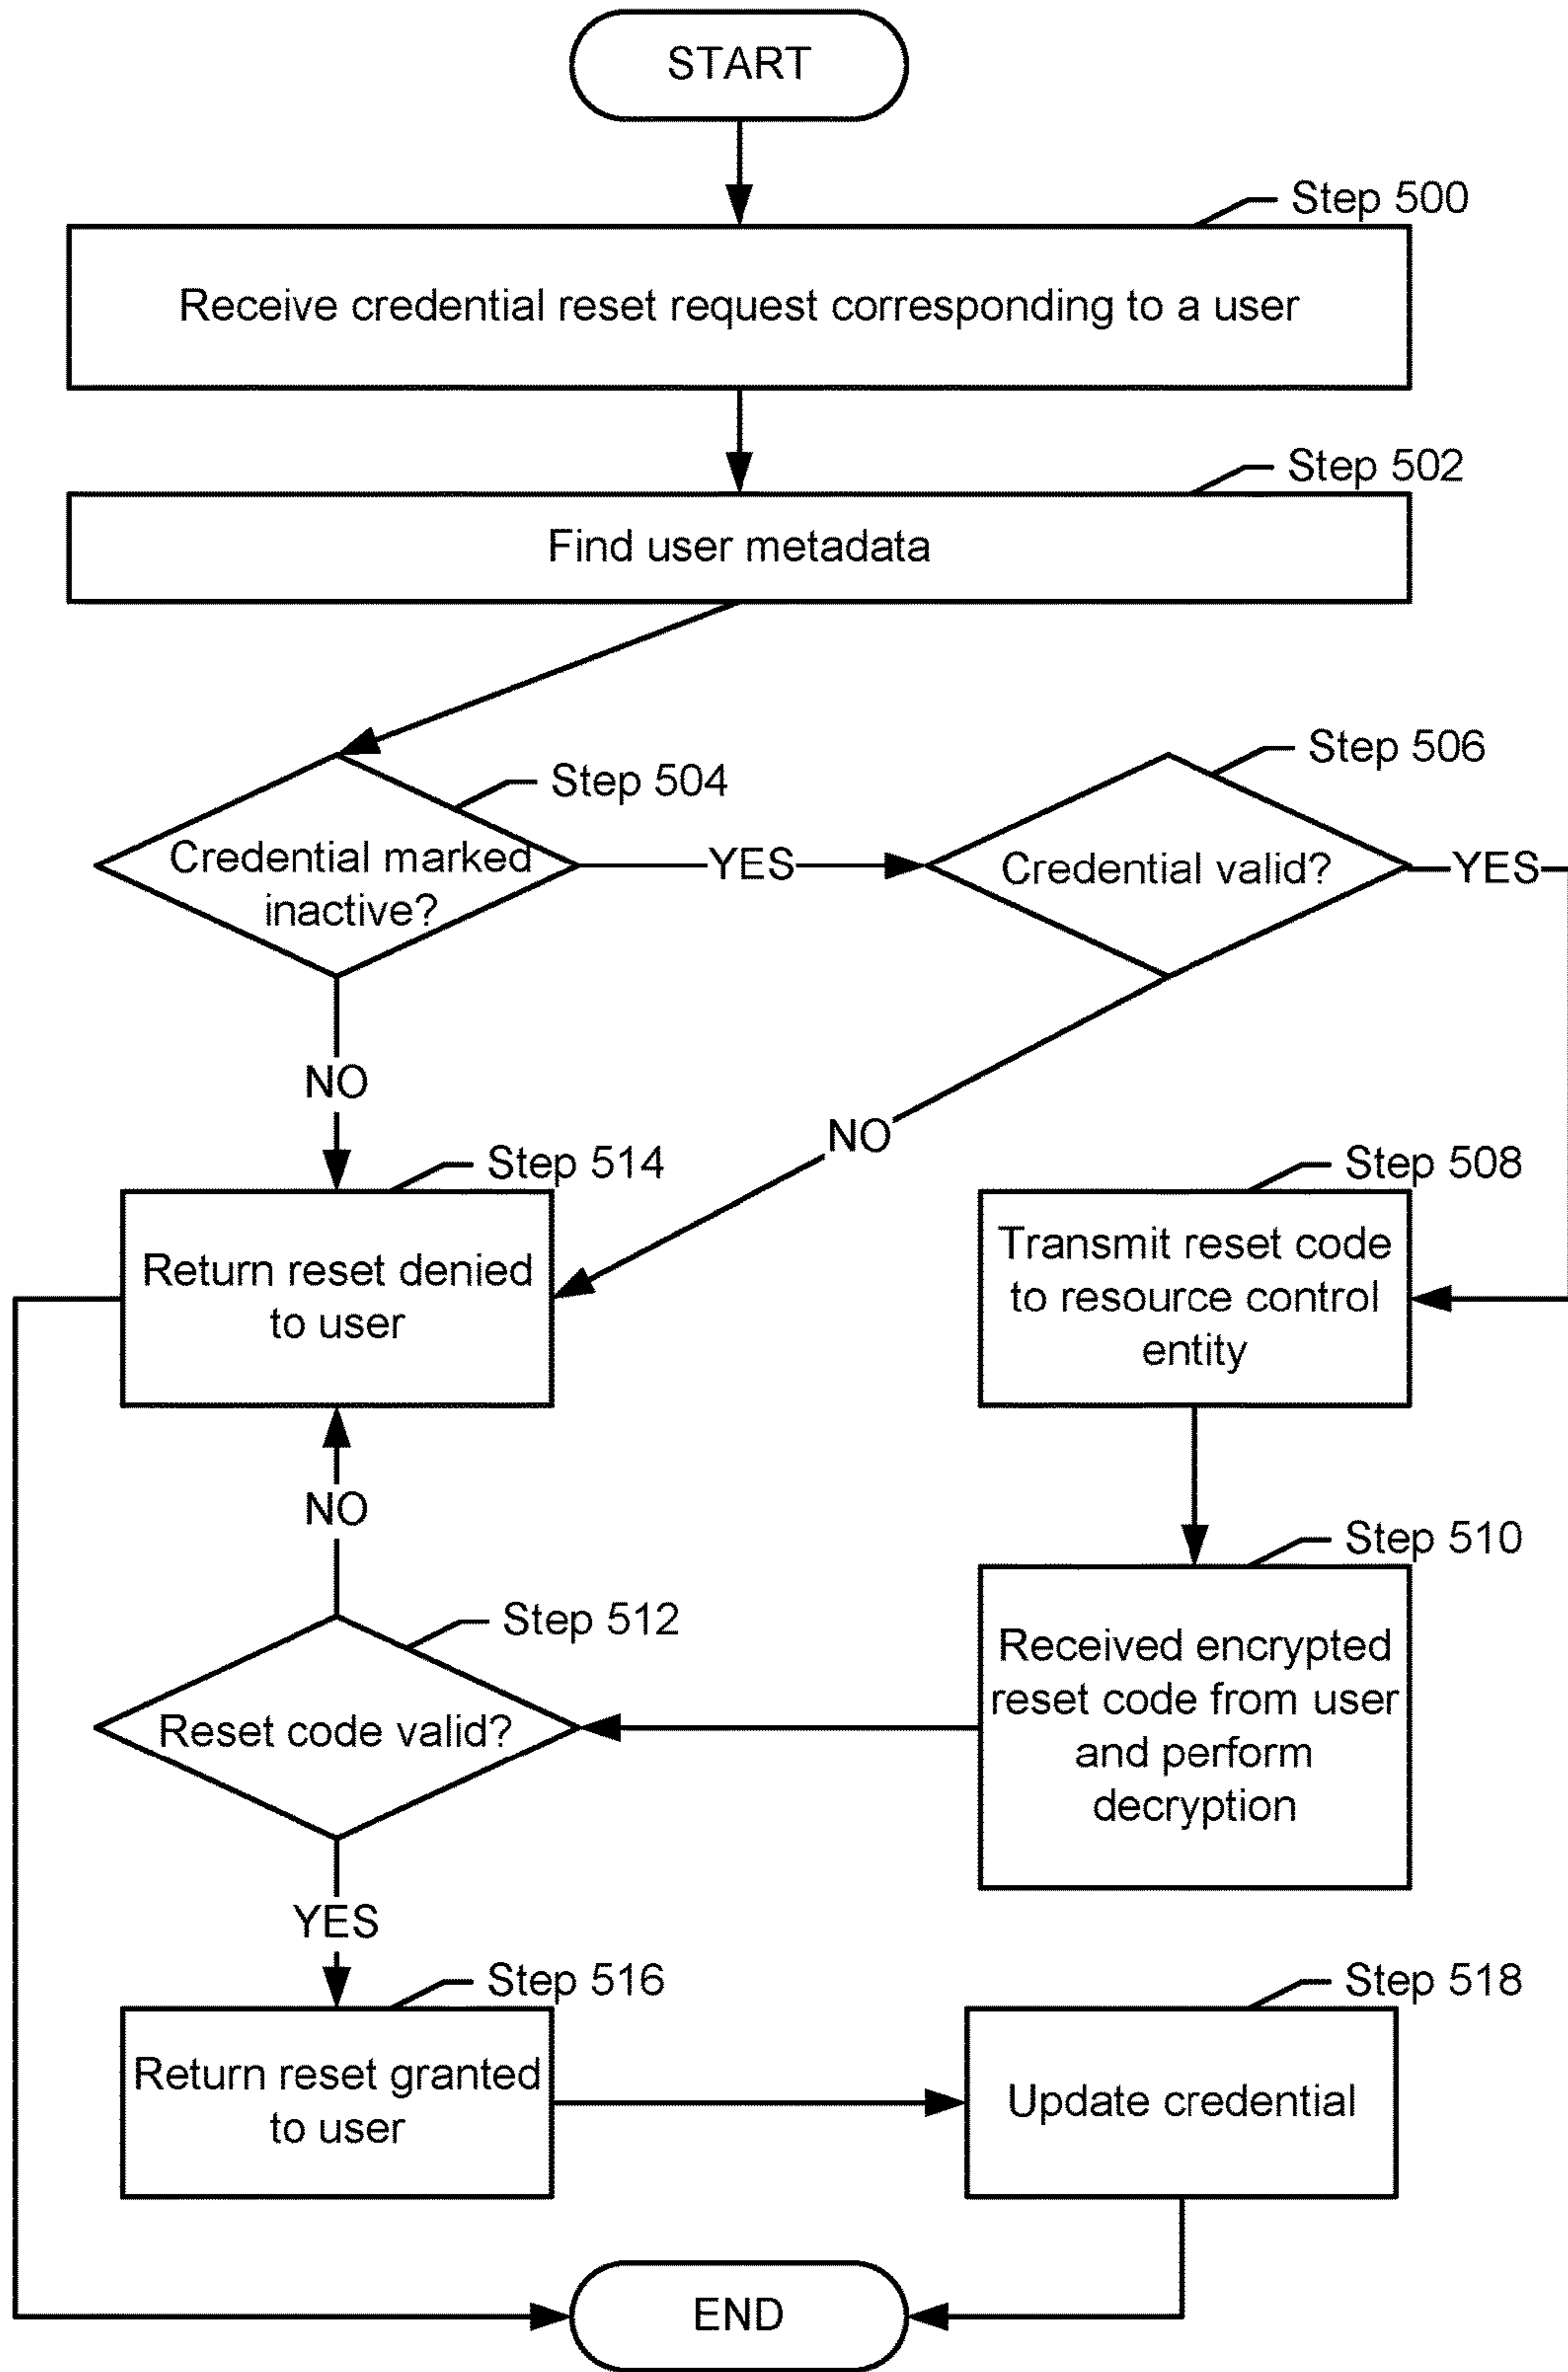 START
Step 500
Receive credential reset request corresponding to a user
Step 502
Find user metadata
Step 504
Credential marked
inactive?
YES
Step 506
Credential valid?
YES
NO
NO
Step 514
Return reset denied
to user
Step 508
Transmit reset code
to resource control
entity
NO
Step 510
Received encrypted
reset code from user
and perform
decryption
Step 512
Reset code valid?
YES
Step 516
Return reset granted
to user
Step 518
Update credential
END